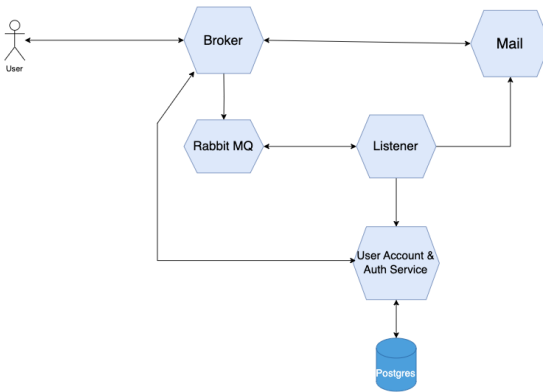 Broker
Mail
User
Rabbit MQ
Listener
User Account &
Auth Service
Postgres